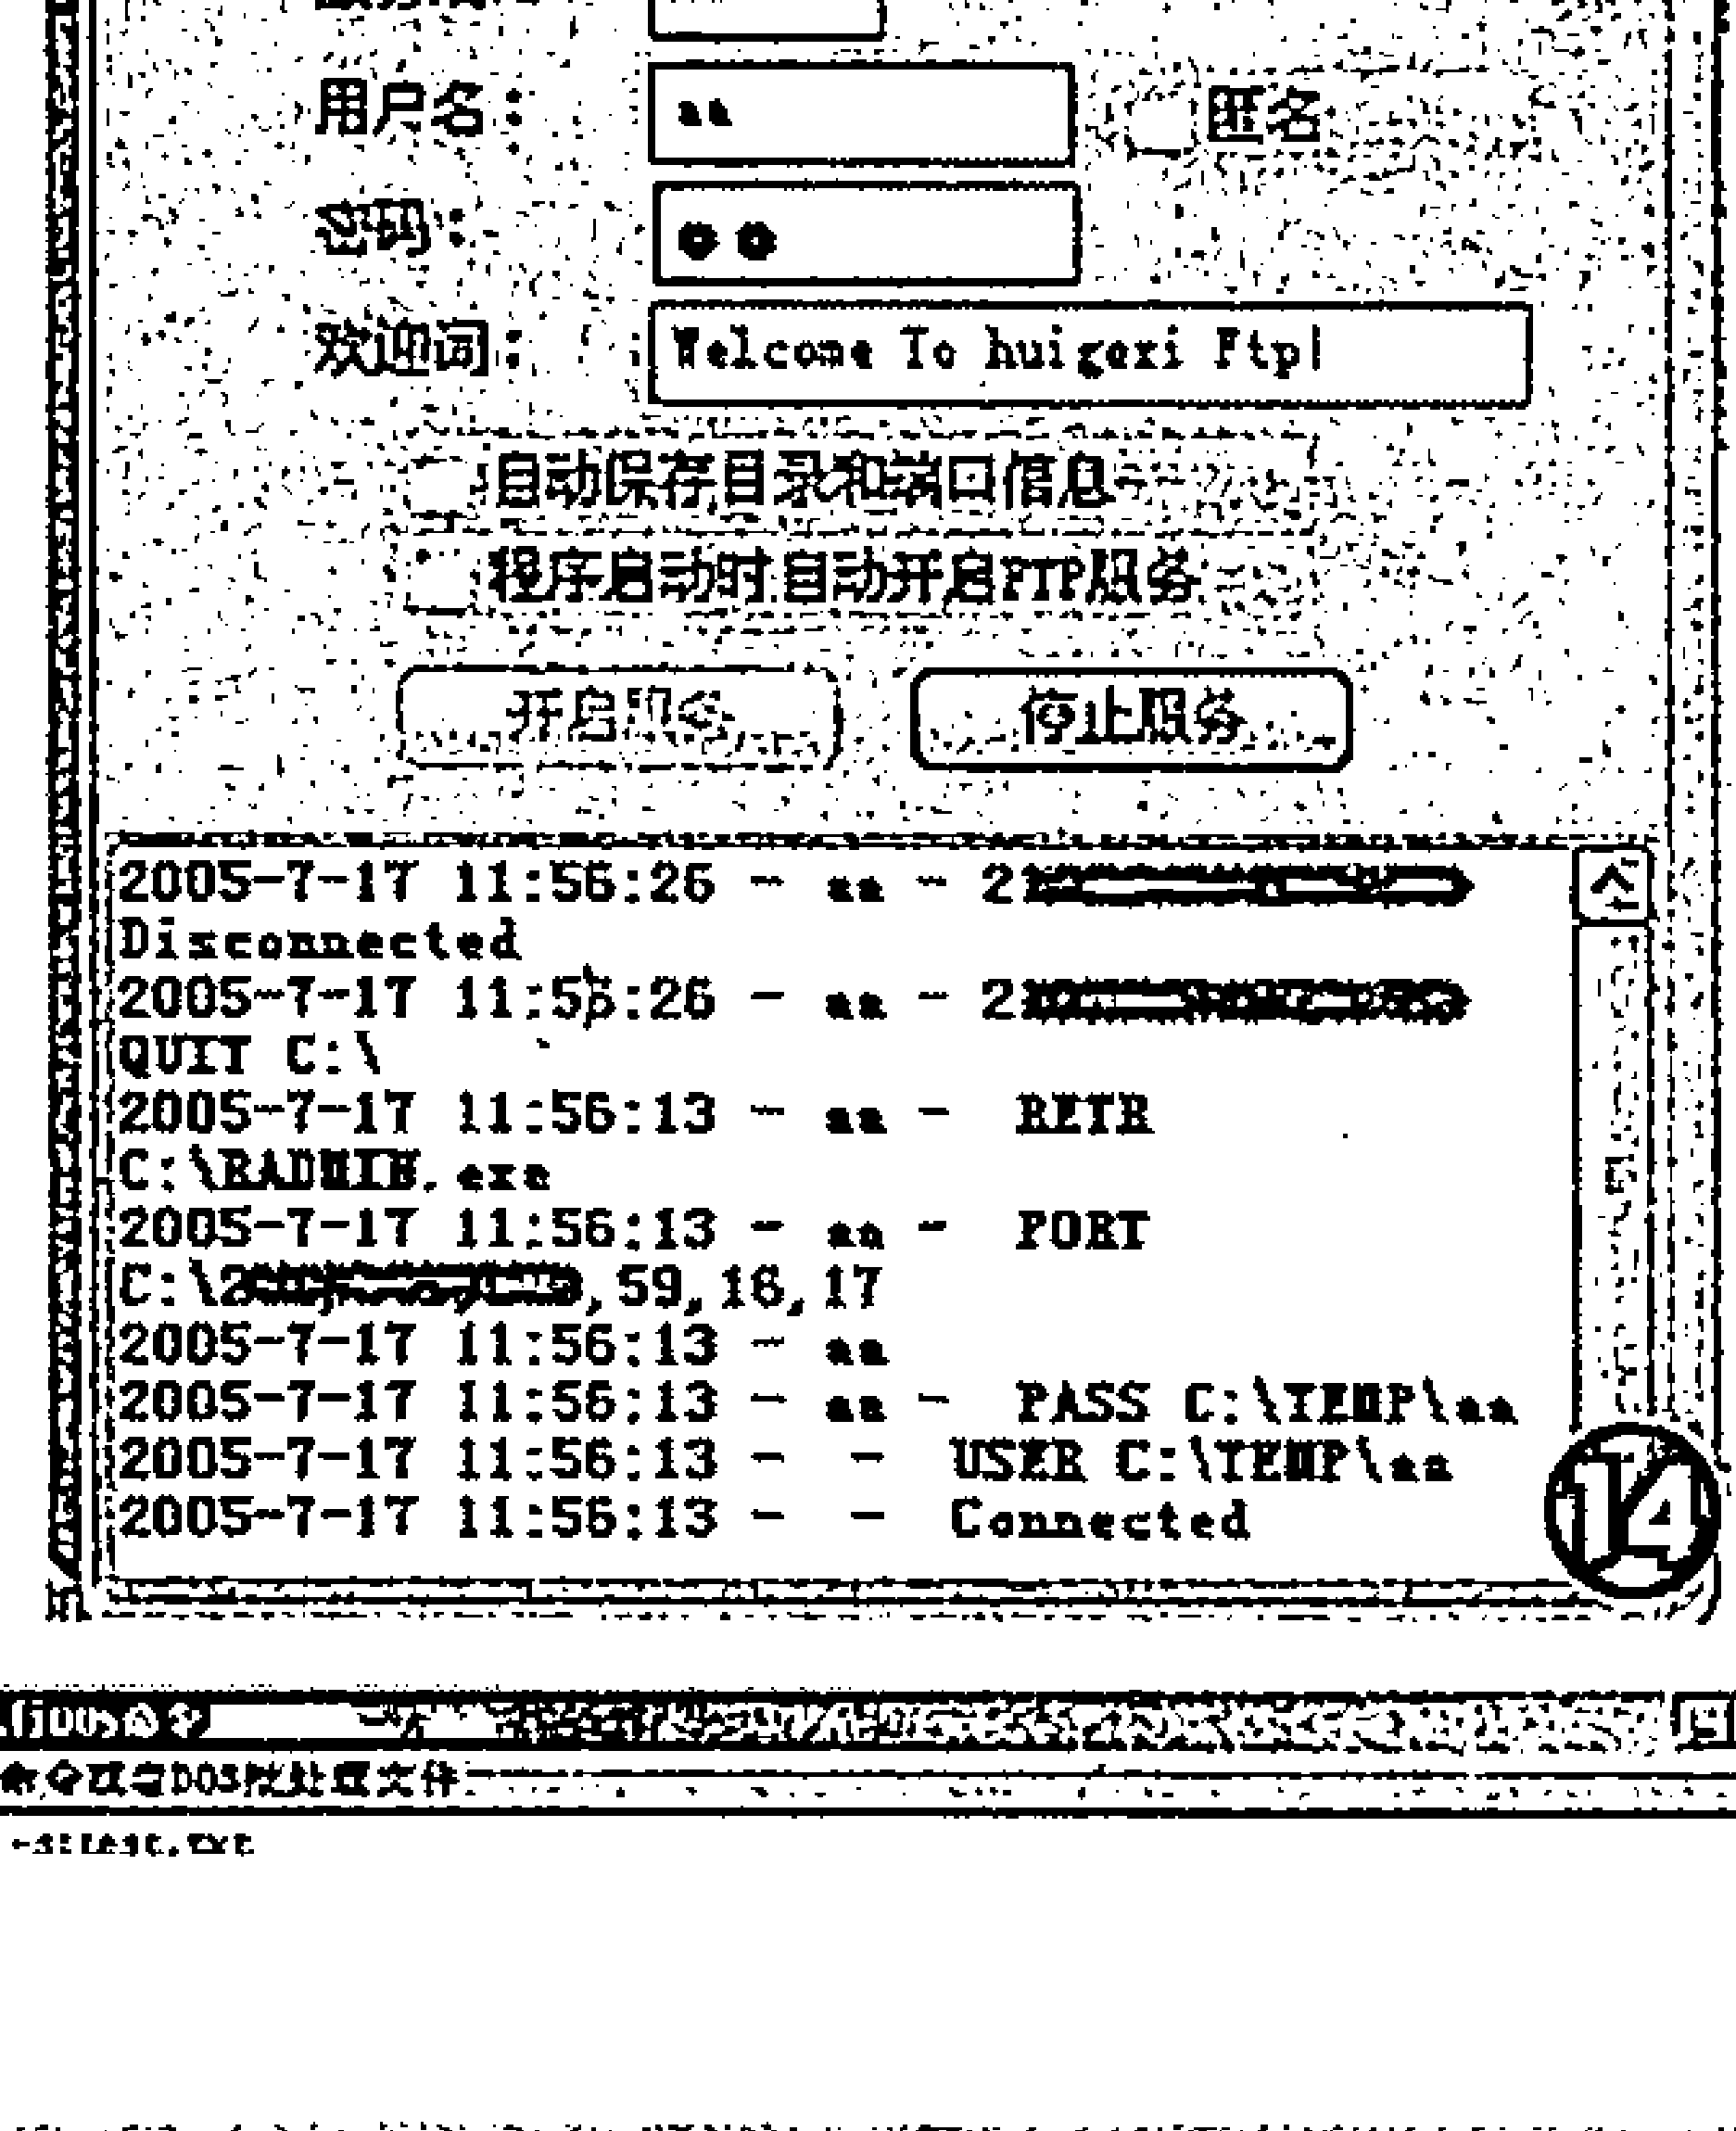 用户名: aa 匿名
密码:
欢迎词: Welcome To huigezi Ftp
自动保存目录和端口信息
程序启动时自动开启FTP服务
开启服务 停止服务
2005-7-17 11:56:26 - aa - 2
Disconnected
2005-7-17 11:56:26 - aa - 2
QUIT C:\
2005-7-17 11:56:13 - aa - RETR
C:\RADMIN.exe
2005-7-17 11:56:13 - aa - PORT
C:\2 ,59,16,17
2005-7-17 11:56:13 - aa
2005-7-17 11:56:13 - aa - PASS C:\TEMP\aa
2005-7-17 11:56:13 - - USER C:\TEMP\aa
2005-7-17 11:56:13 - - Connected
14
DOS批处理文件
-s:test.txt